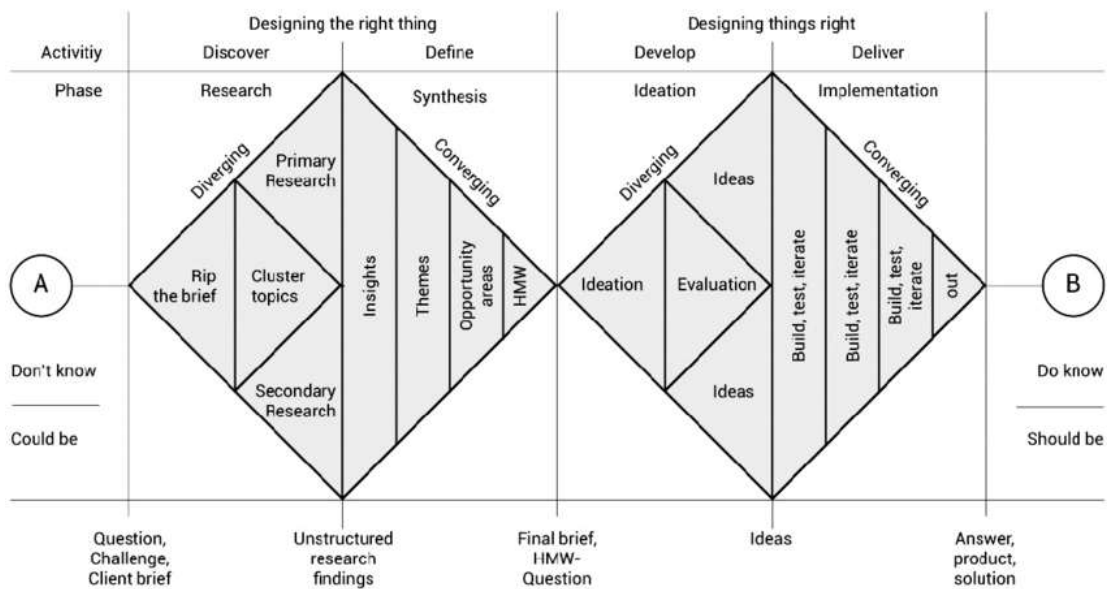 Designing the right thing
Designing things right
Activitiy
Discover
Define
Develop
Deliver
Phase
Research
Synthesis
Ideation
Implementation
Diverging
Converging
Diverging
Converging
Primary
Research
Rip
the brief
Cluster
topics
Secondary
Research
Insights
Themes
Opportunity
areas
HMW
Ideas
Ideation
Evaluation
Ideas
Build, test, iterate
Build, test, iterate
Build, test,
iterate
out
A
B
Don't know
Could be
Do know
Should be
Question,
Challenge,
Client brief
Unstructured
research
findings
Final brief,
HMW-
Question
Ideas
Answer,
product,
solution